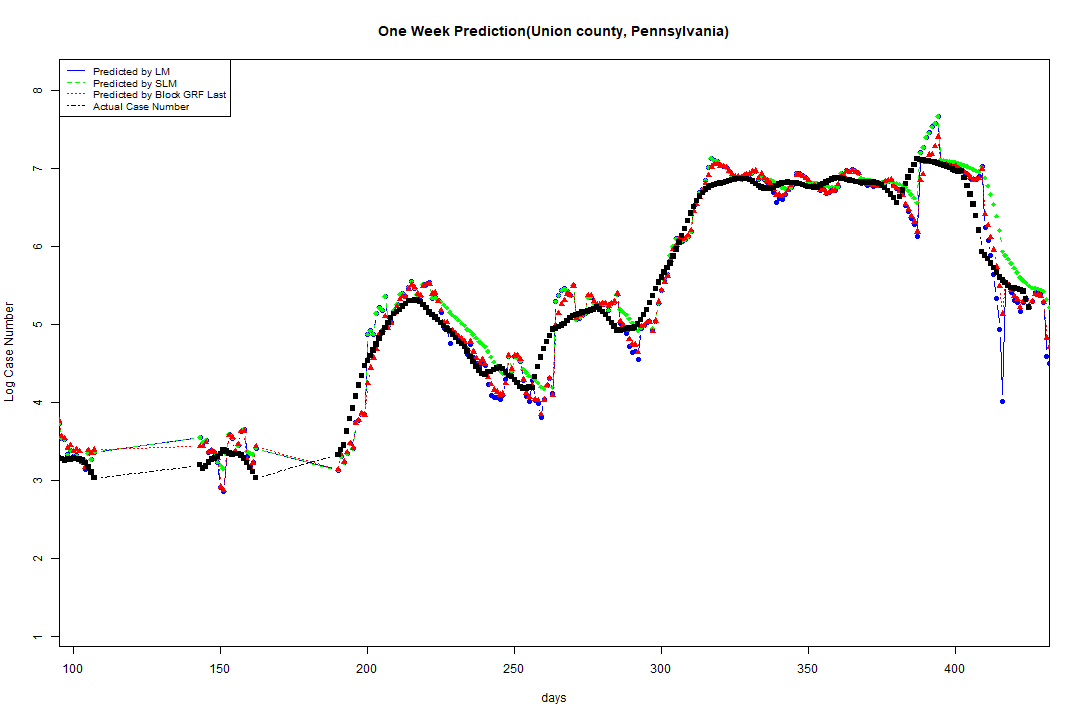 One Week Prediction(Union county, Pennsylvania)
Predicted by LM
Predicted by SLM
Predicted by Block GRF Last
Actual Case Number
Log Case Number
8
7
6
5
4
3
2
1
100 150 200 250 300 350 400
days